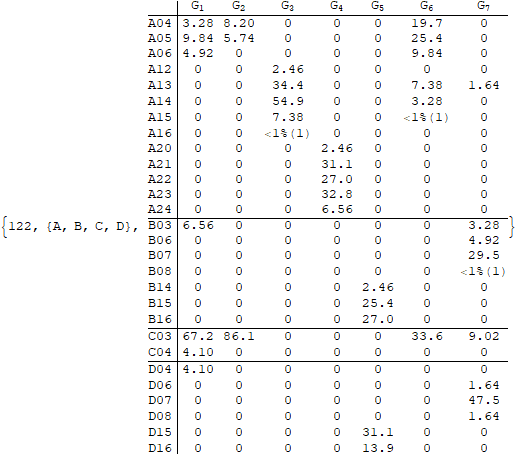 G1 G2 G3 G4 G5 G6 G7
A04 3.28 8.20 0 0 0 19.7 0
A05 9.84 5.74 0 0 0 25.4 0
A06 4.92 0 0 0 0 9.84 0
A12 0 0 2.46 0 0 0 0
A13 0 0 34.4 0 0 7.38 1.64
A14 0 0 54.9 0 0 3.28 0
A15 0 0 7.38 0 0 <1%(1) 0
A16 0 0 <1%(1) 0 0 0 0
A20 0 0 0 2.46 0 0 0
A21 0 0 0 31.1 0 0 0
A22 0 0 0 27.0 0 0 0
A23 0 0 0 32.8 0 0 0
A24 0 0 0 6.56 0 0 0
{122, {A, B, C, D}, B03 6.56 0 0 0 0 0 3.28 }
B06 0 0 0 0 0 0 4.92
B07 0 0 0 0 0 0 29.5
B08 0 0 0 0 0 0 <1%(1)
B14 0 0 0 0 2.46 0 0
B15 0 0 0 0 25.4 0 0
B16 0 0 0 0 27.0 0 0
C03 67.2 86.1 0 0 0 33.6 9.02
C04 4.10 0 0 0 0 0 0
D04 4.10 0 0 0 0 0 0
D06 0 0 0 0 0 0 1.64
D07 0 0 0 0 0 0 47.5
D08 0 0 0 0 0 0 1.64
D15 0 0 0 0 31.1 0 0
D16 0 0 0 0 13.9 0 0